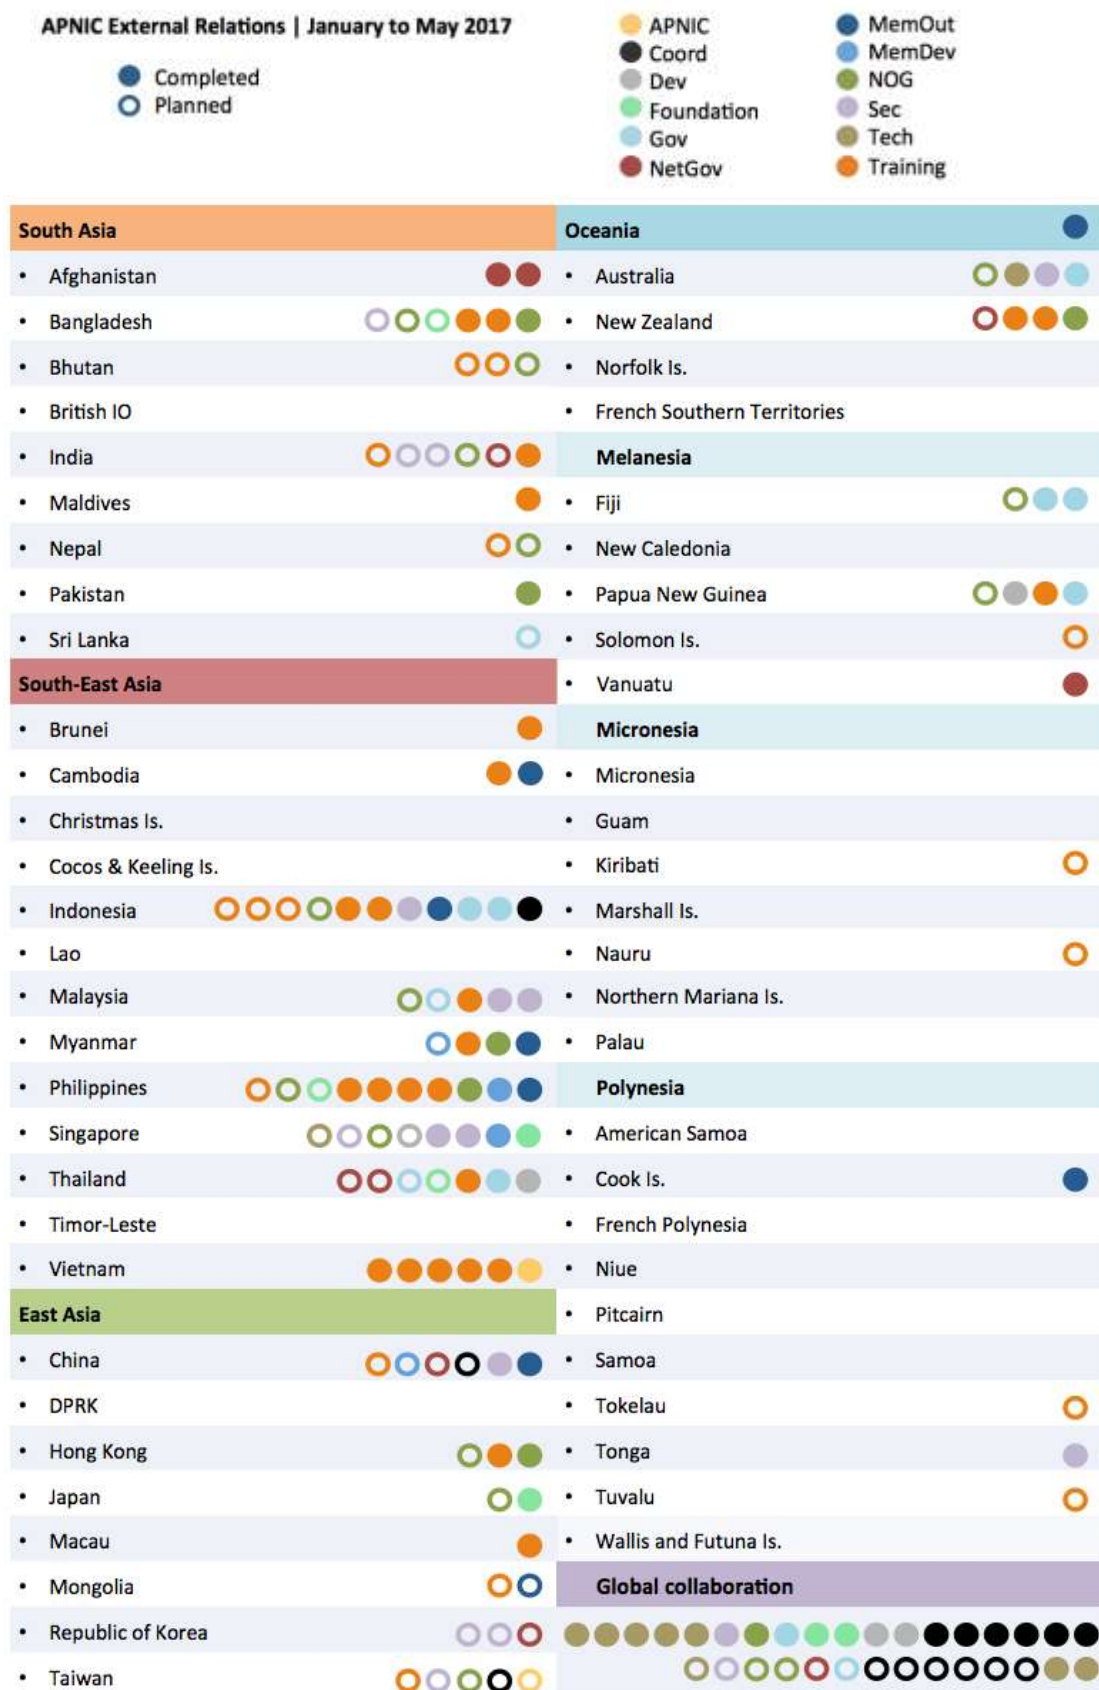 APNIC External Relations | January to May 2017
Completed
Planned
APNIC
Coord
Dev
Foundation
Gov
NetGov
MemOut
MemDev
NOG
Sec
Tech
Training
South Asia
• Afghanistan
• Bangladesh
• Bhutan
• British IO
• India
• Maldives
• Nepal
• Pakistan
• Sri Lanka
South-East Asia
• Brunei
• Cambodia
• Christmas Is.
• Cocos & Keeling Is.
• Indonesia
• Lao
• Malaysia
• Myanmar
• Philippines
• Singapore
• Thailand
• Timor-Leste
• Vietnam
East Asia
• China
• DPRK
• Hong Kong
• Japan
• Macau
• Mongolia
• Republic of Korea
• Taiwan
Oceania
• Australia
• New Zealand
• Norfolk Is.
• French Southern Territories
Melanesia
• Fiji
• New Caledonia
• Papua New Guinea
• Solomon Is.
• Vanuatu
Micronesia
• Micronesia
• Guam
• Kiribati
• Marshall Is.
• Nauru
• Northern Mariana Is.
• Palau
Polynesia
• American Samoa
• Cook Is.
• French Polynesia
• Niue
• Pitcairn
• Samoa
• Tokelau
• Tonga
• Tuvalu
• Wallis and Futuna Is.
Global collaboration